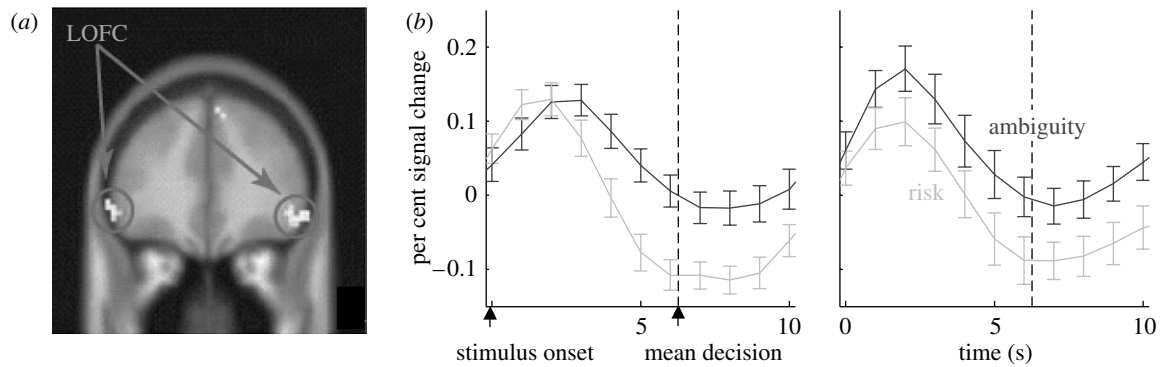 (a)
LOFC
(b)
per cent signal change
0.2
0.1
0
−0.1
5
10
stimulus onset
mean decision
ambiguity
risk
0
5
10
time (s)